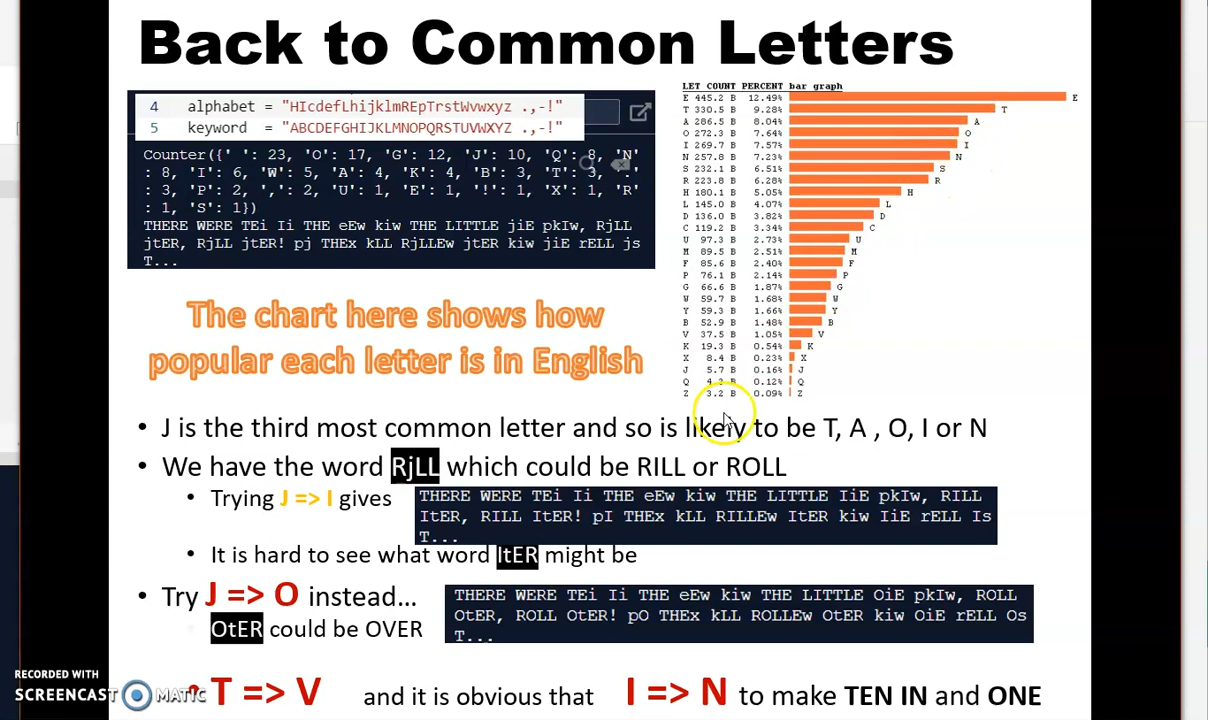 Back to Common Letters
4 alphabet = "HIcdefLhijklmREpTrstWvwxyz .,-!"
5 keyword = "ABCDEFGHIJKLMNOPQRSTUVWXYZ .,-!"
Counter({' ': 23, 'O': 17, 'G': 12, 'J': 10, 'Q': 8, 'N'
: 8, 'I': 6, 'W': 5, 'A': 4, 'K': 4, 'B': 3, 'T': 3, '.'
: 3, 'P': 2, ',': 2, 'U': 1, 'E': 1, '!': 1, 'X': 1, 'R'
: 1, 'S': 1})
THERE WERE TEi Ii THE eEw kiw THE LITTLE jiE pkIw, RjLL
jtER, RjLL jtER! pj THEx kLL RjLLEw jtER kiw jiE rELL js
T...
LET COUNT PERCENT bar graph
E 445.2 B 12.49% E
T 330.5 B 9.28% T
A 286.5 B 8.04% A
O 272.3 B 7.64% O
I 269.7 B 7.57% I
N 257.8 B 7.23% N
S 232.1 B 6.51% S
R 223.8 B 6.28% R
H 180.1 B 5.05% H
L 145.0 B 4.07% L
D 136.0 B 3.82% D
C 119.2 B 3.34% C
U 97.3 B 2.73% U
M 89.5 B 2.51% M
F 85.6 B 2.40% F
P 76.1 B 2.14% P
G 66.6 B 1.87% G
W 59.7 B 1.68% W
Y 59.3 B 1.66% Y
B 52.9 B 1.48% B
V 37.5 B 1.05% V
K 19.3 B 0.54% K
X 8.4 B 0.23% X
J 5.7 B 0.16% J
Q B 0.12% Q
Z 3.2 B 0.09% Z
The chart here shows how
popular each letter is in English
• J is the third most common letter and so is likely to be T, A , O, I or N
• We have the word RjLL which could be RILL or ROLL
• Trying J => I gives
THERE WERE TEi Ii THE eEw kiw THE LITTLE IiE pkIw, RILL
ItER, RILL ItER! pI THEx kLL RILLEw ItER kiw IiE rELL Is
T...
• It is hard to see what word ItER might be
• Try J => O instead...
THERE WERE TEi Ii THE eEw kiw THE LITTLE OiE pkIw, ROLL
OtER, ROLL OtER! pO THEx kLL ROLLEw OtER kiw OiE rELL Os
T...
OtER could be OVER
• T => V and it is obvious that I => N to make TEN IN and ONE
RECORDED WITH
SCREENCAST MATIC